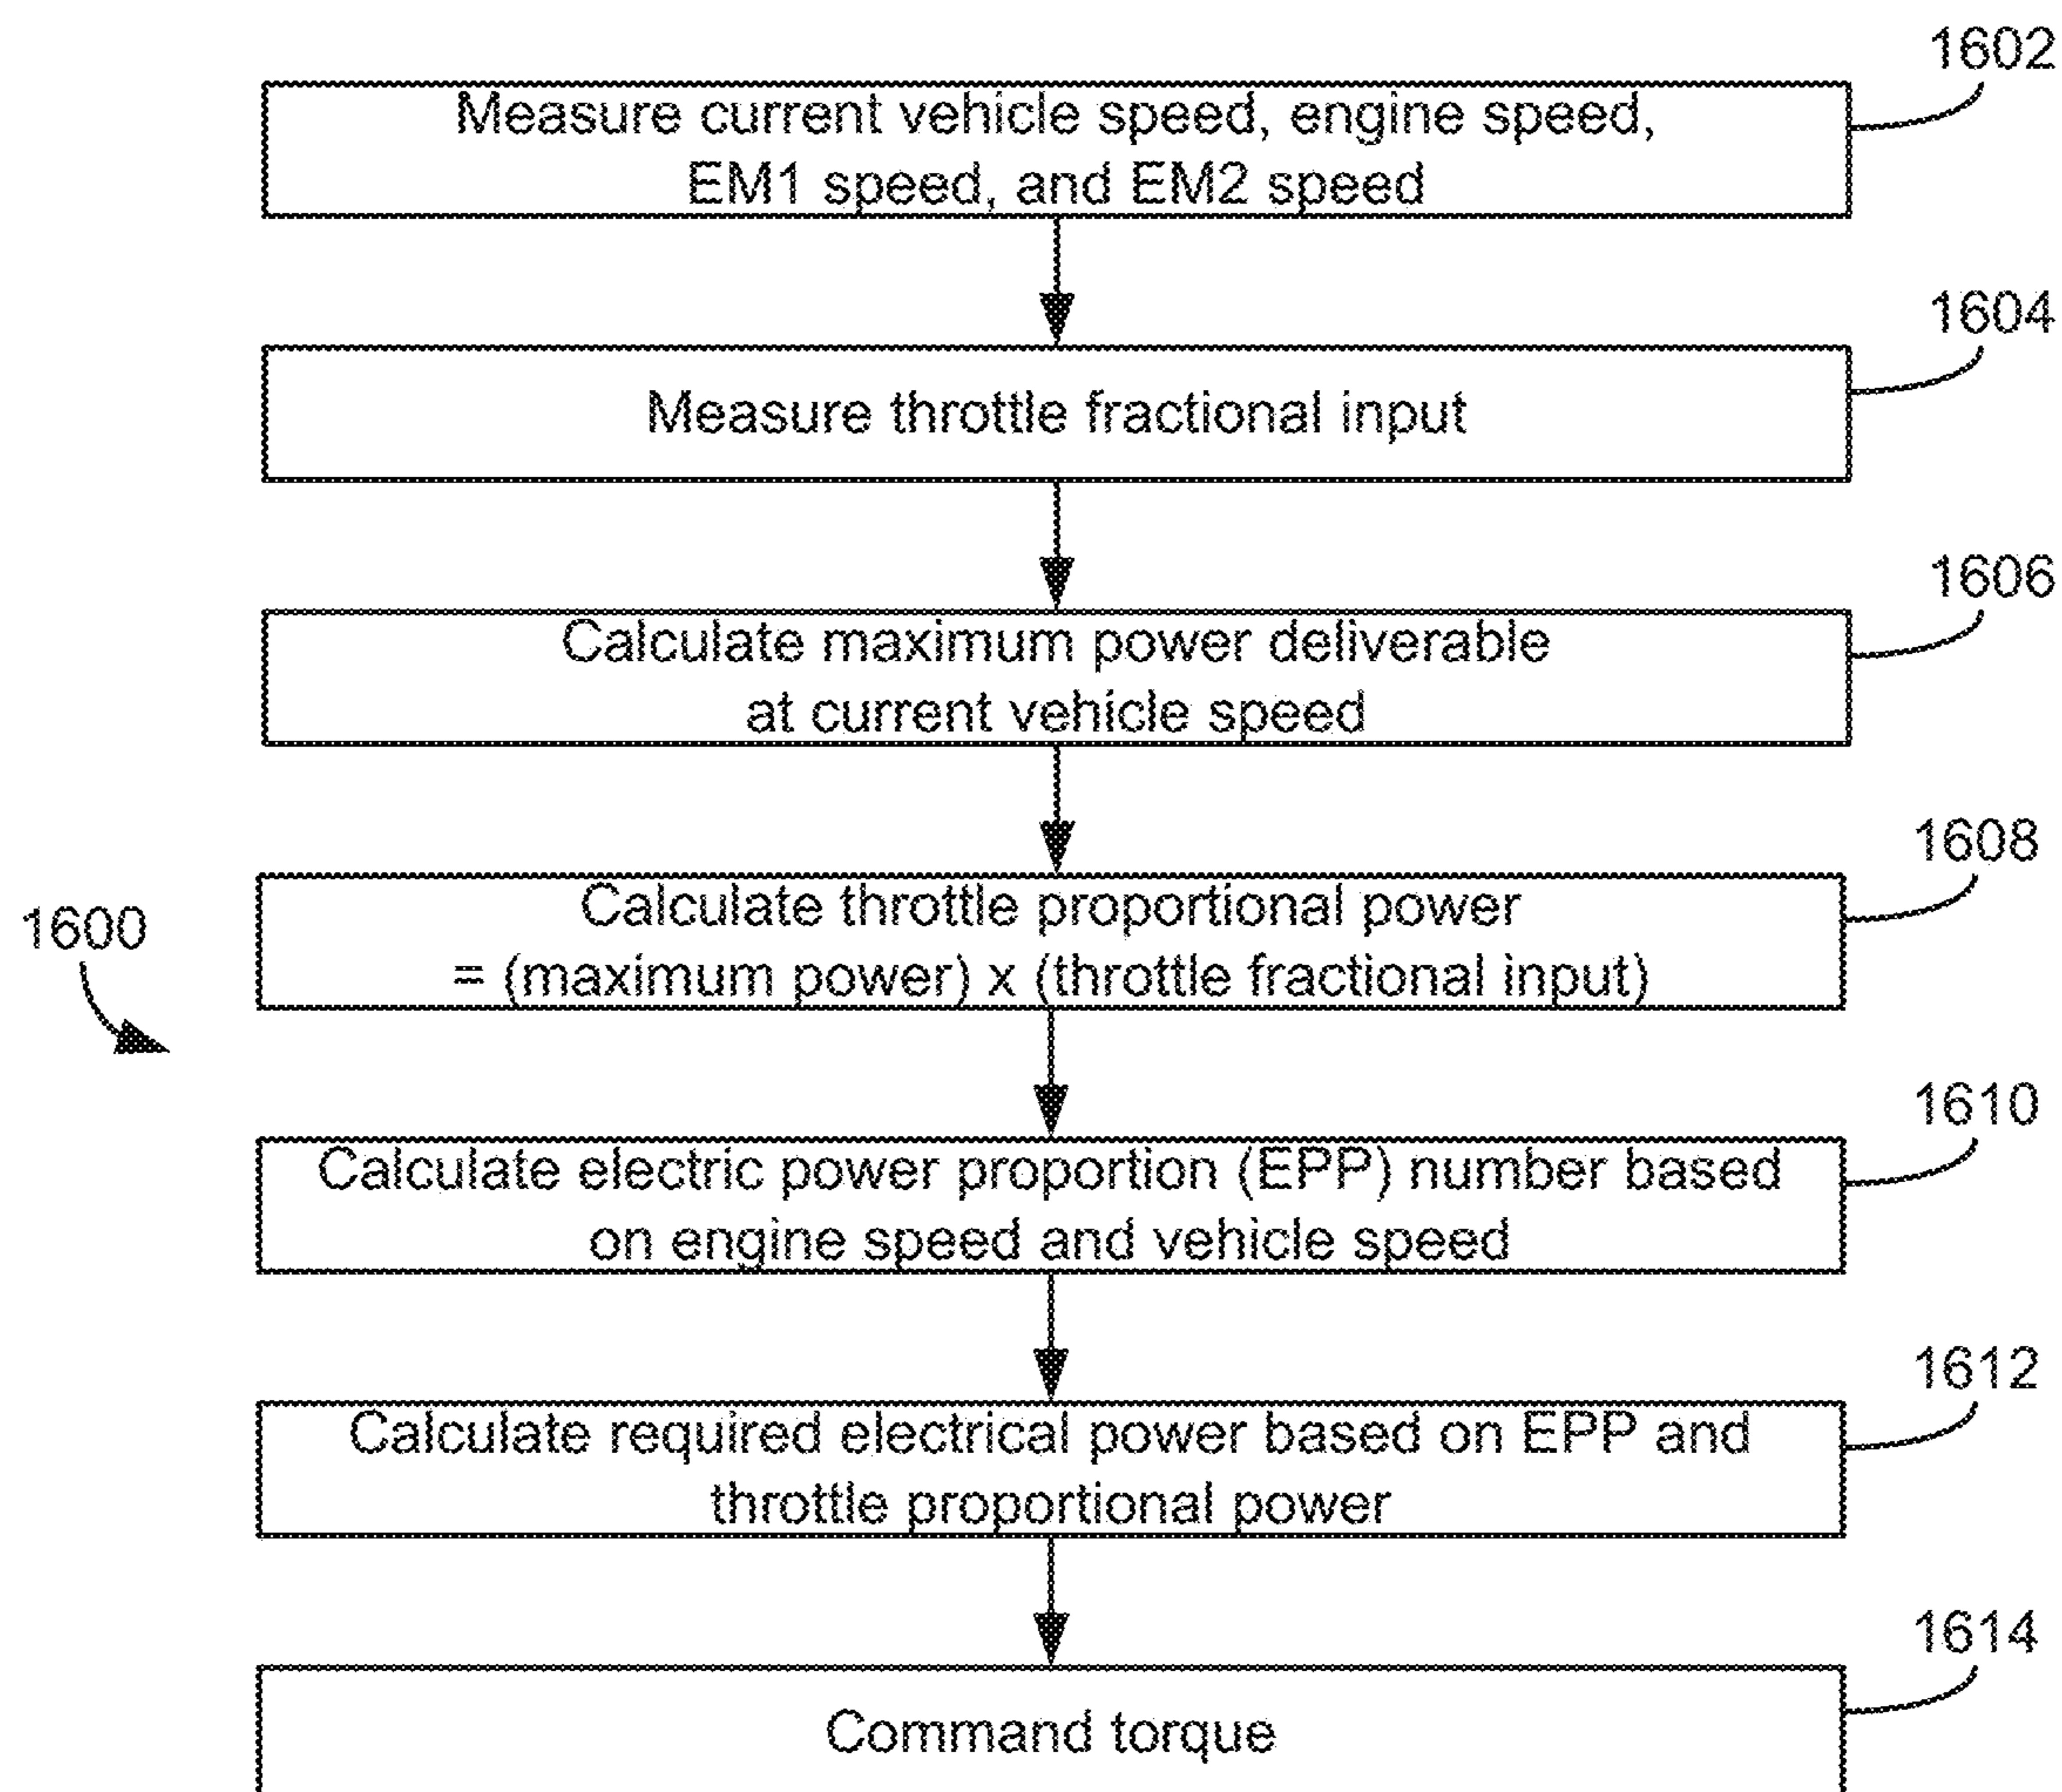 1602
Measure current vehicle speed, engine speed,
EM1 speed, and EM2 speed
1604
Measure throttle fractional input
1606
Calculate maximum power deliverable
at current vehicle speed
1608
Calculate throttle proportional power
= (maximum power) x (throttle fractional input)
1600
1610
Calculate electric power proportion (EPP) number based
on engine speed and vehicle speed
1612
Calculate required electrical power based on EPP and
throttle proportional power
1614
Command torque